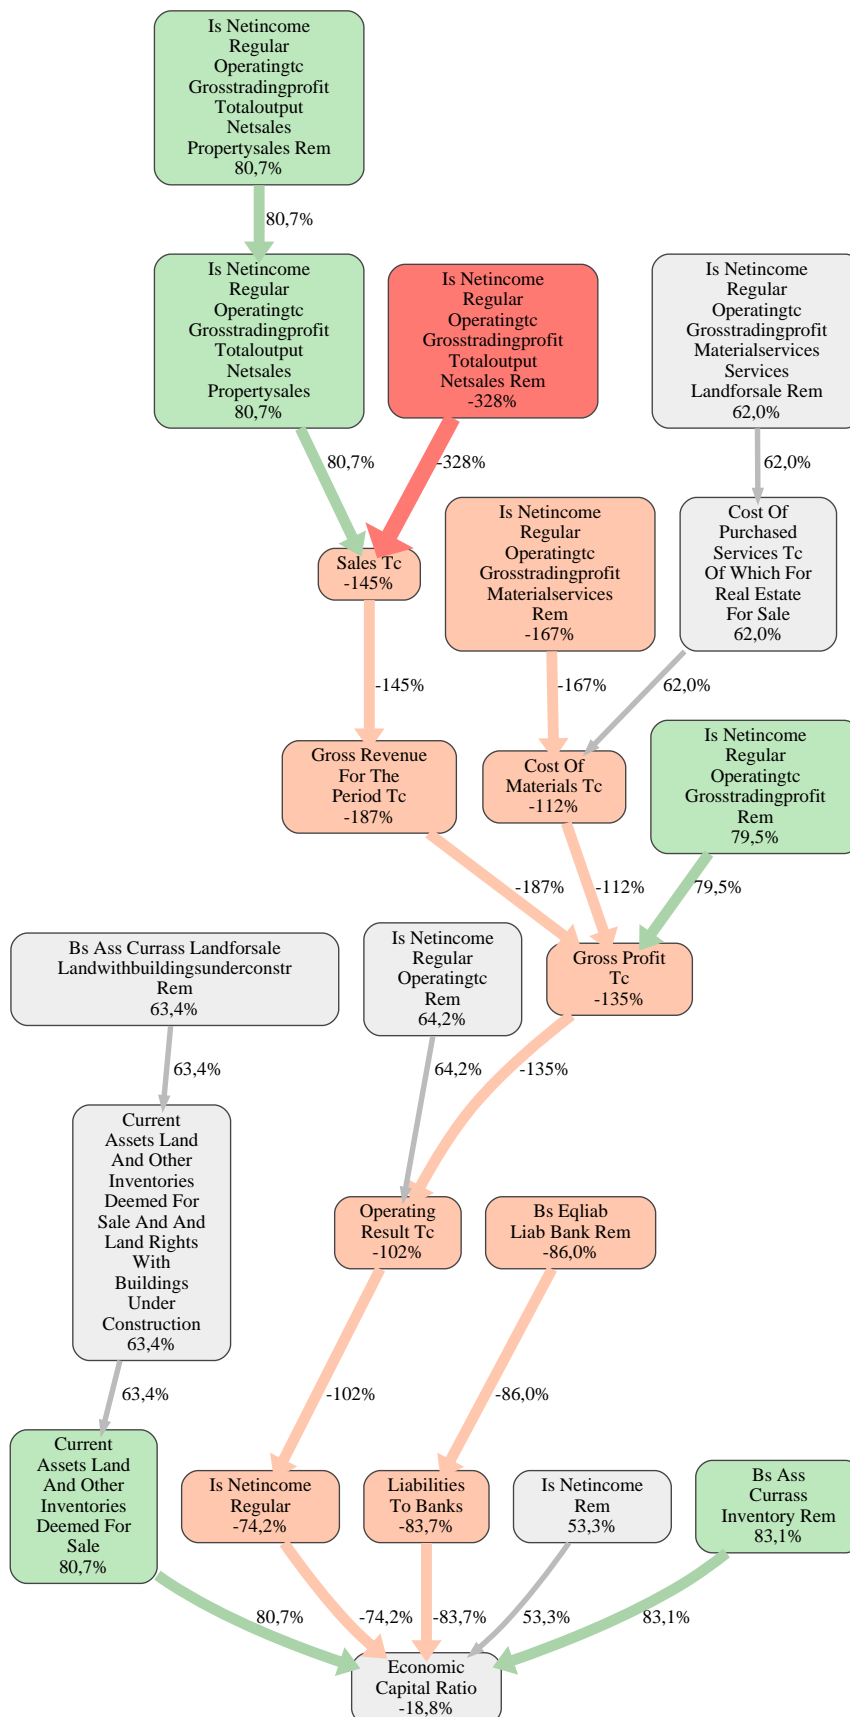 Is Netincome
Regular
Operatingtc
Grosstradingprofit
Totaloutput
Netsales
Propertysales Rem
80,7%
80,7%
Is Netincome
Regular
Operatingtc
Grosstradingprofit
Totaloutput
Netsales
Propertysales
80,7%
Is Netincome
Regular
Operatingtc
Grosstradingprofit
Totaloutput
Netsales Rem
-328%
Is Netincome
Regular
Operatingtc
Grosstradingprofit
Materialservices
Services
Landforsale Rem
62,0%
80,7%
-328%
62,0%
Sales Tc
-145%
Is Netincome
Regular
Operatingtc
Grosstradingprofit
Materialservices
Rem
-167%
Cost Of
Purchased
Services Tc
Of Which For
Real Estate
For Sale
62,0%
-145%
-167%
62,0%
Gross Revenue
For The
Period Tc
-187%
Cost Of
Materials Tc
-112%
Is Netincome
Regular
Operatingtc
Grosstradingprofit
Rem
79,5%
-187%
-112%
79,5%
Bs Ass Currass Landforsale
Landwithbuildingsunderconstr
Rem
63,4%
Is Netincome
Regular
Operatingtc
Rem
64,2%
Gross Profit
Tc
-135%
63,4%
64,2%
-135%
Current
Assets Land
And Other
Inventories
Deemed For
Sale And And
Land Rights
With
Buildings
Under
Construction
63,4%
Operating
Result Tc
-102%
Bs Eqliab
Liab Bank Rem
-86,0%
63,4%
-102%
-86,0%
Current
Assets Land
And Other
Inventories
Deemed For
Sale
80,7%
Is Netincome
Regular
-74,2%
Liabilities
To Banks
-83,7%
Is Netincome
Rem
53,3%
Bs Ass
Currass
Inventory Rem
83,1%
80,7%
-74,2%
-83,7%
53,3%
83,1%
Economic
Capital Ratio
-18,8%